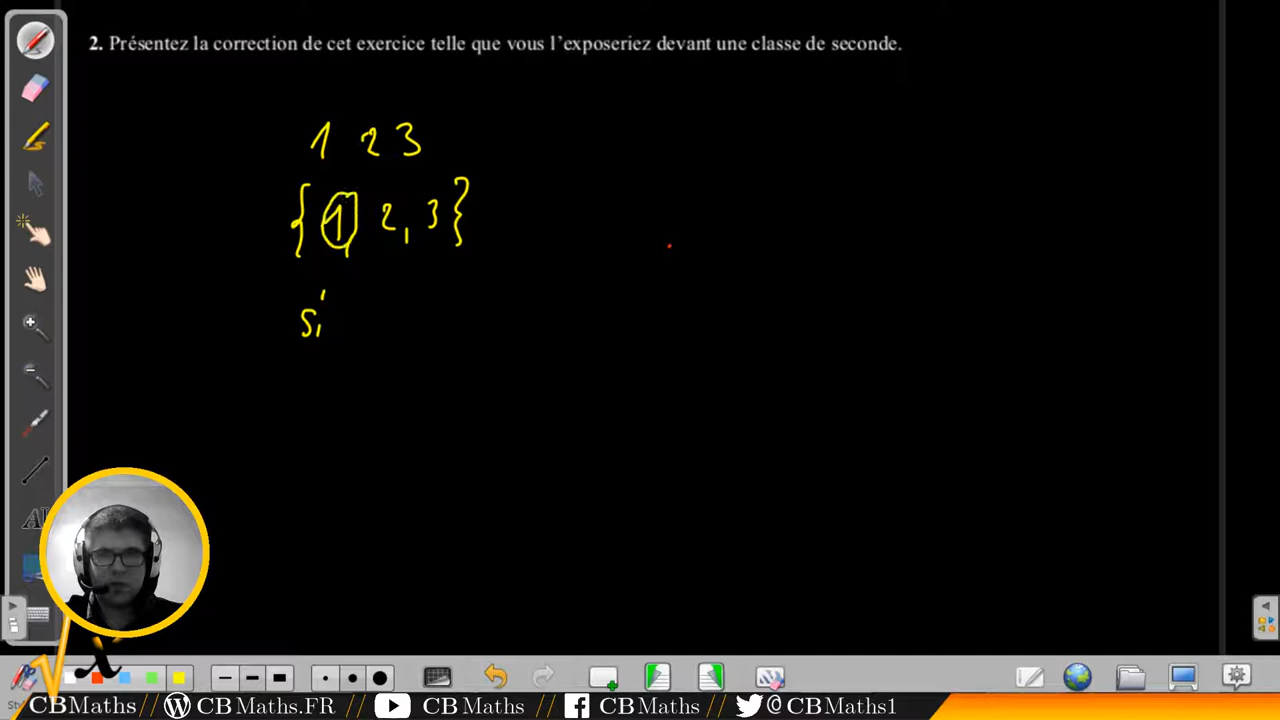 2. Présentez la correction de cet exercice telle que vous l’exposeriez devant une classe de seconde.
1 2 3
{ 1, 2, 3 }
si
CBMaths CBMaths.FR CBMaths CBMaths @CBMaths1